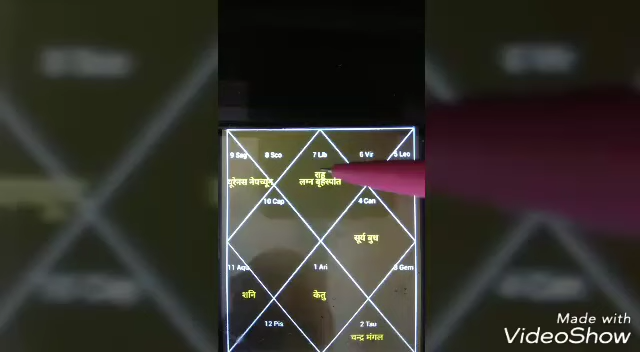 9 Sag 8 Sco 7 Lib 6 Vir 5 Leo
राहु
यूरेनस नेपच्यून लग्न बृहस्पति
10 Cap 4 Can
सूर्य बुध
11 Aqu 1 Ari 3 Gem
शनि केतु
12 Pis 2 Tau
चन्द्र मंगल
Made with
VideoShow